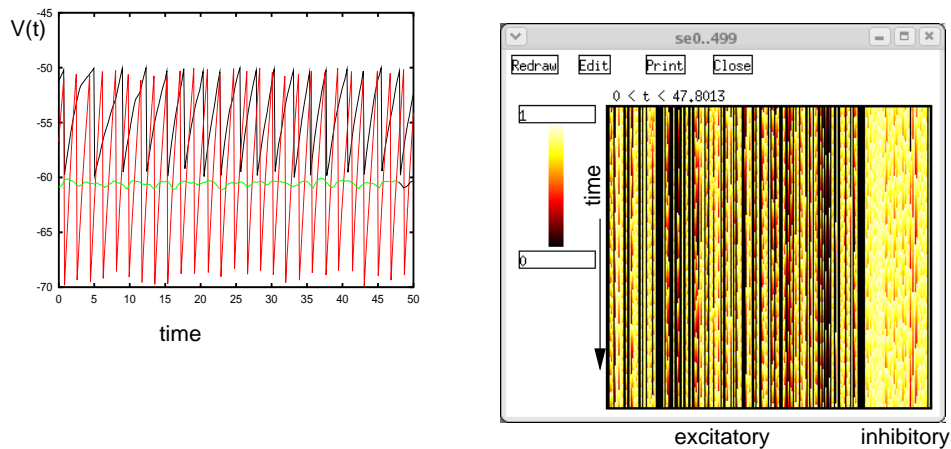 V(t)
-45
-50
-55
-60
-65
-70
0 5 10 15 20 25 30 35 40 45 50
time
se0..499
Redraw Edit Print Close
0 < t < 47.8013
1
0
time
excitatory inhibitory